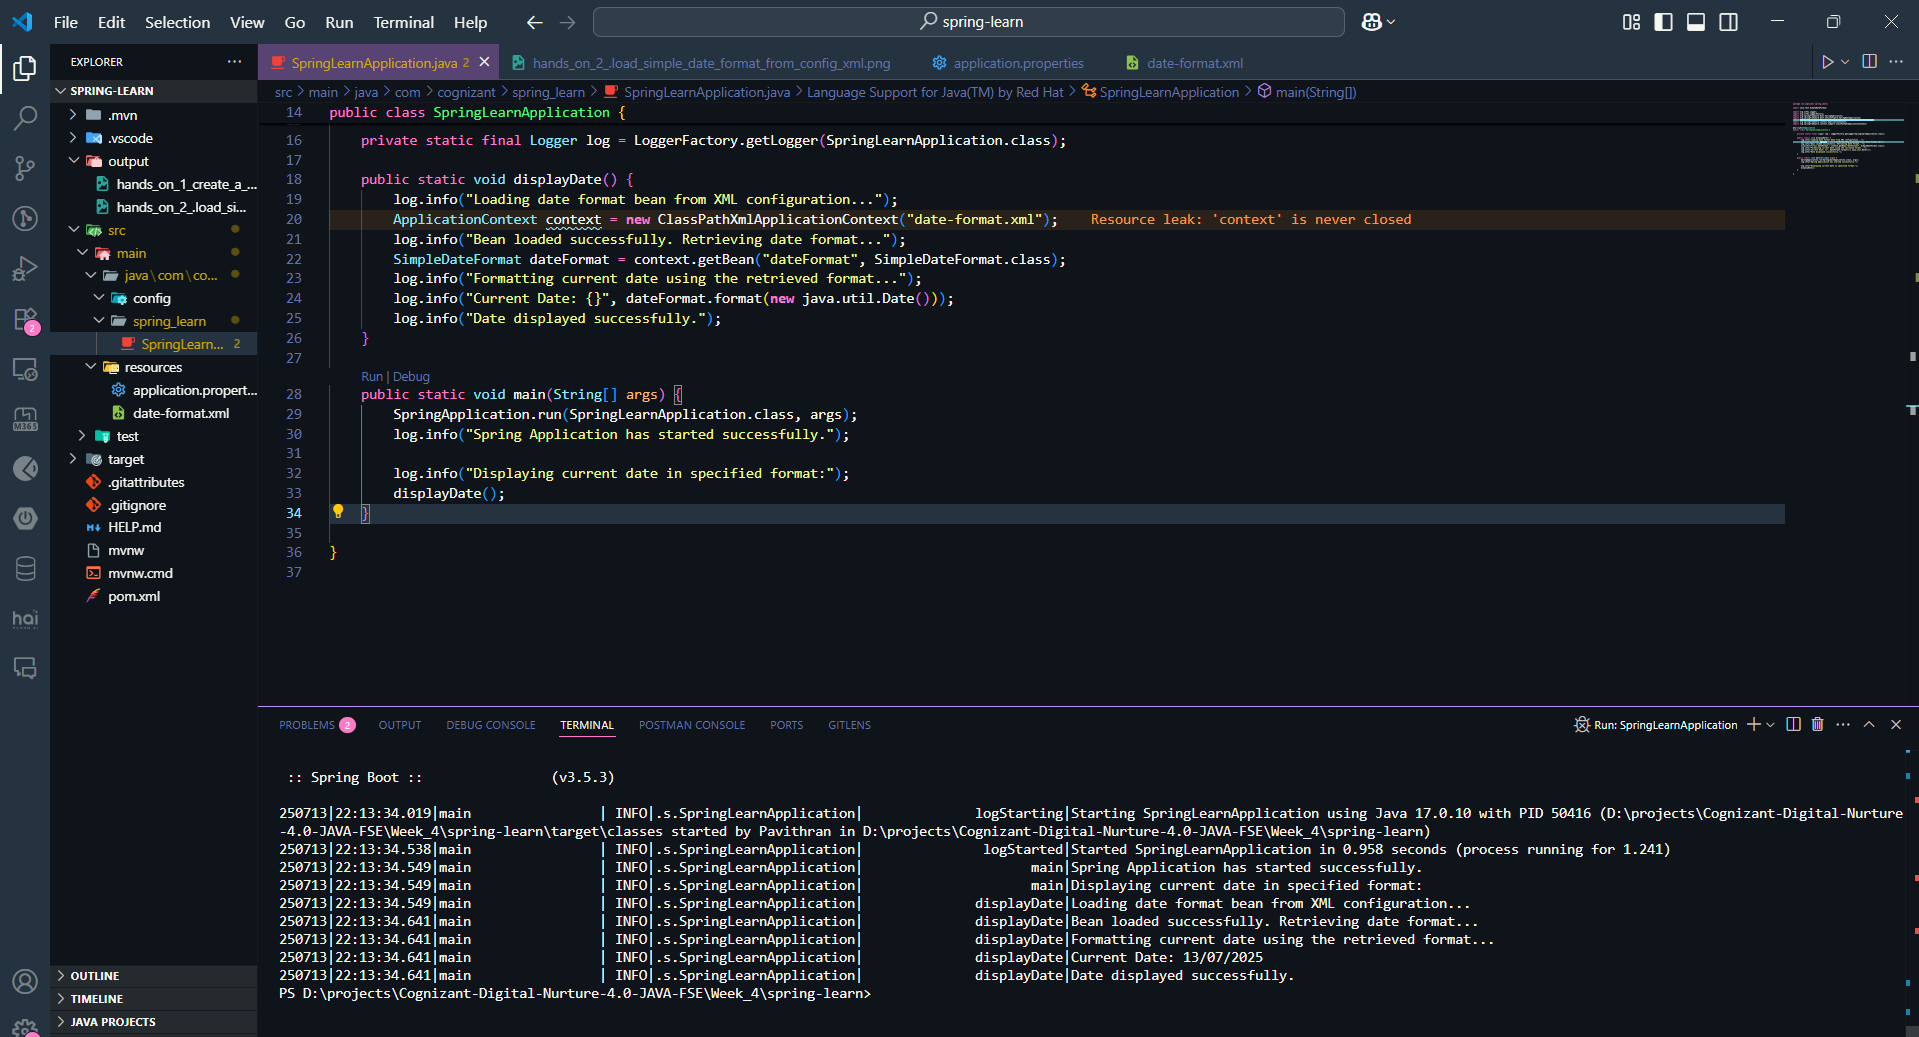 File Edit Selection View Go Run Terminal Help
spring-learn
EXPLORER
SPRING-LEARN
.mvn
.vscode
output
hands_on_1_create_a_...
hands_on_2_.load_si...
src
main
java\com\co...
config
spring_learn
SpringLearn... 2
resources
application.propert...
date-format.xml
test
target
.gitattributes
.gitignore
HELP.md
mvnw
mvnw.cmd
pom.xml
OUTLINE
TIMELINE
JAVA PROJECTS
2
M365
hai
SpringLearnApplication.java 2
hands_on_2_.load_simple_date_format_from_config_xml.png
application.properties
date-format.xml
src > main > java > com > cognizant > spring_learn > SpringLearnApplication.java > Language Support for Java(TM) by Red Hat > SpringLearnApplication > main(String[])
14 public class SpringLearnApplication {
16 private static final Logger log = LoggerFactory.getLogger(SpringLearnApplication.class);
17
18 public static void displayDate() {
19 log.info("Loading date format bean from XML configuration...");
20 ApplicationContext context = new ClassPathXmlApplicationContext("date-format.xml"); Resource leak: 'context' is never closed
21 log.info("Bean loaded successfully. Retrieving date format...");
22 SimpleDateFormat dateFormat = context.getBean("dateFormat", SimpleDateFormat.class);
23 log.info("Formatting current date using the retrieved format...");
24 log.info("Current Date: {}", dateFormat.format(new java.util.Date()));
25 log.info("Date displayed successfully.");
26 }
27
Run | Debug
28 public static void main(String[] args) {
29 SpringApplication.run(SpringLearnApplication.class, args);
30 log.info("Spring Application has started successfully.");
31
32 log.info("Displaying current date in specified format:");
33 displayDate();
34 }
35
36 }
37
PROBLEMS 2 OUTPUT DEBUG CONSOLE TERMINAL POSTMAN CONSOLE PORTS GITLENS
Run: SpringLearnApplication
:: Spring Boot :: (v3.5.3)
250713|22:13:34.019|main | INFO|.s.SpringLearnApplication| logStarting|Starting SpringLearnApplication using Java 17.0.10 with PID 50416 (D:\projects\Cognizant-Digital-Nurture
-4.0-JAVA-FSE\Week_4\spring-learn\target\classes started by Pavithran in D:\projects\Cognizant-Digital-Nurture-4.0-JAVA-FSE\Week_4\spring-learn)
250713|22:13:34.538|main | INFO|.s.SpringLearnApplication| logStarted|Started SpringLearnApplication in 0.958 seconds (process running for 1.241)
250713|22:13:34.549|main | INFO|.s.SpringLearnApplication| main|Spring Application has started successfully.
250713|22:13:34.549|main | INFO|.s.SpringLearnApplication| main|Displaying current date in specified format:
250713|22:13:34.549|main | INFO|.s.SpringLearnApplication| displayDate|Loading date format bean from XML configuration...
250713|22:13:34.641|main | INFO|.s.SpringLearnApplication| displayDate|Bean loaded successfully. Retrieving date format...
250713|22:13:34.641|main | INFO|.s.SpringLearnApplication| displayDate|Formatting current date using the retrieved format...
250713|22:13:34.641|main | INFO|.s.SpringLearnApplication| displayDate|Current Date: 13/07/2025
250713|22:13:34.641|main | INFO|.s.SpringLearnApplication| displayDate|Date displayed successfully.
PS D:\projects\Cognizant-Digital-Nurture-4.0-JAVA-FSE\Week_4\spring-learn>